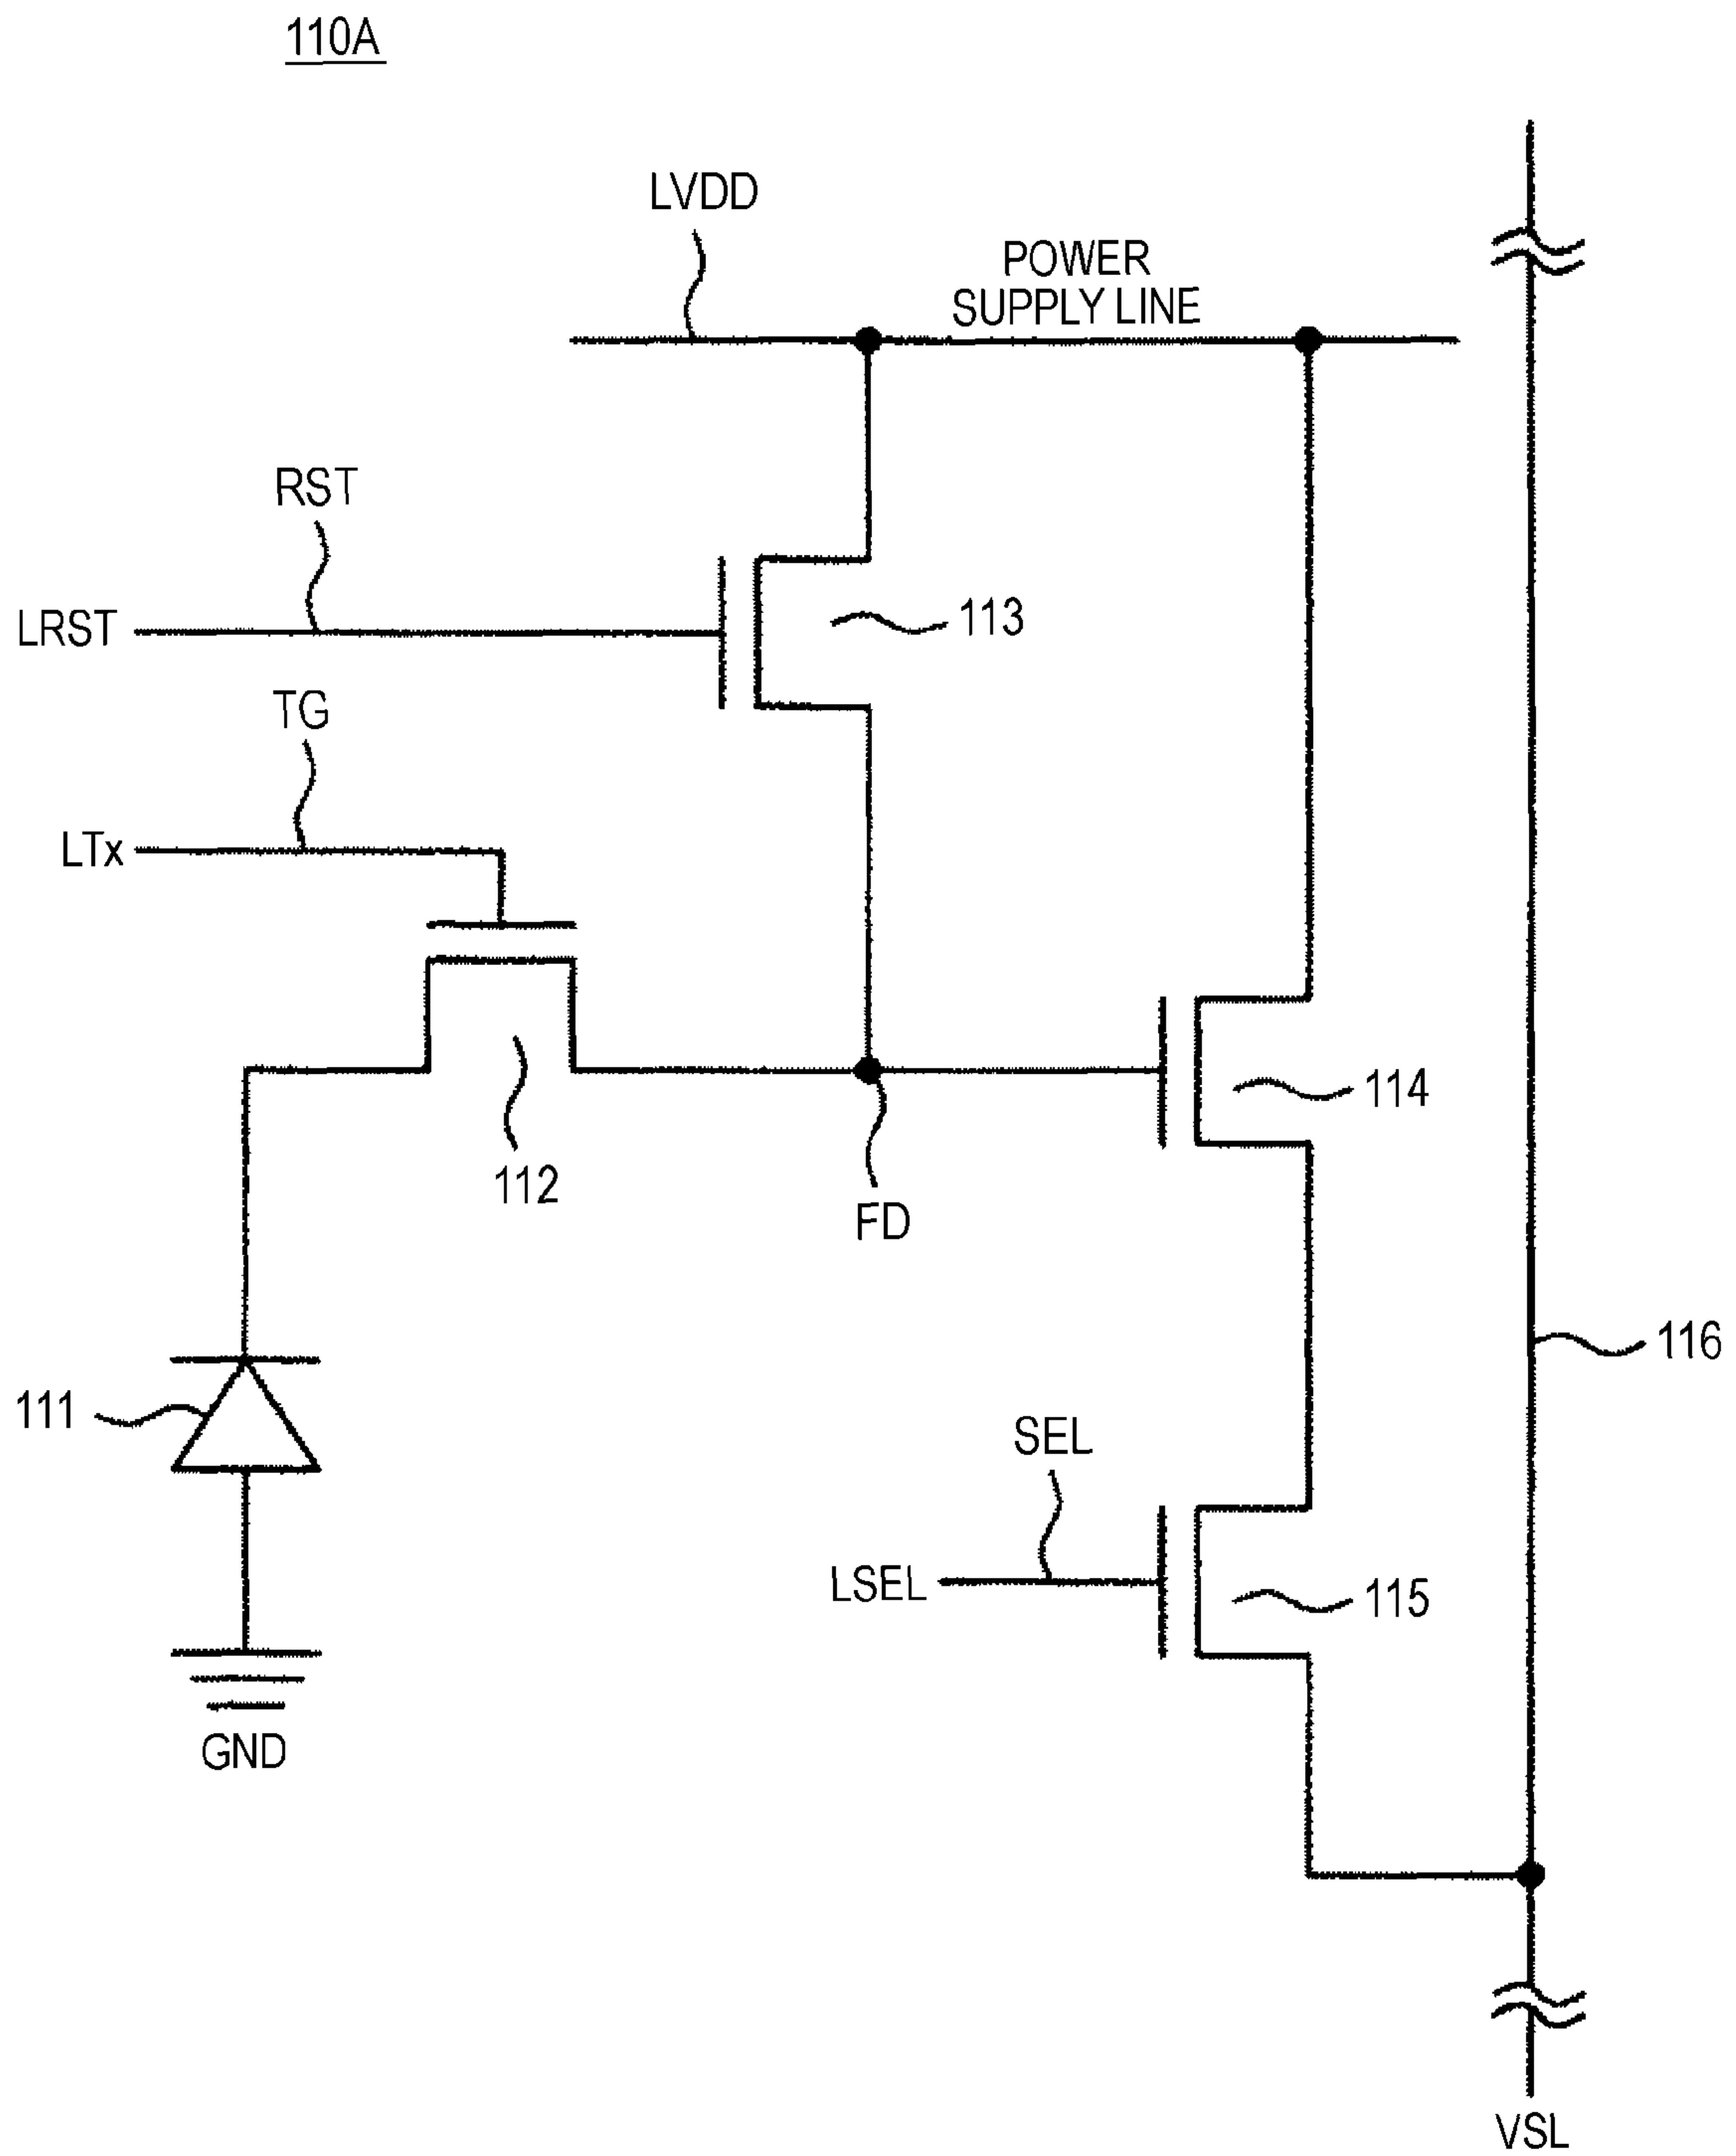 110A
LVDD
POWER
SUPPLY LINE
RST
LRST
113
TG
LTx
112
FD
114
116
111
SEL
LSEL
115
GND
VSL